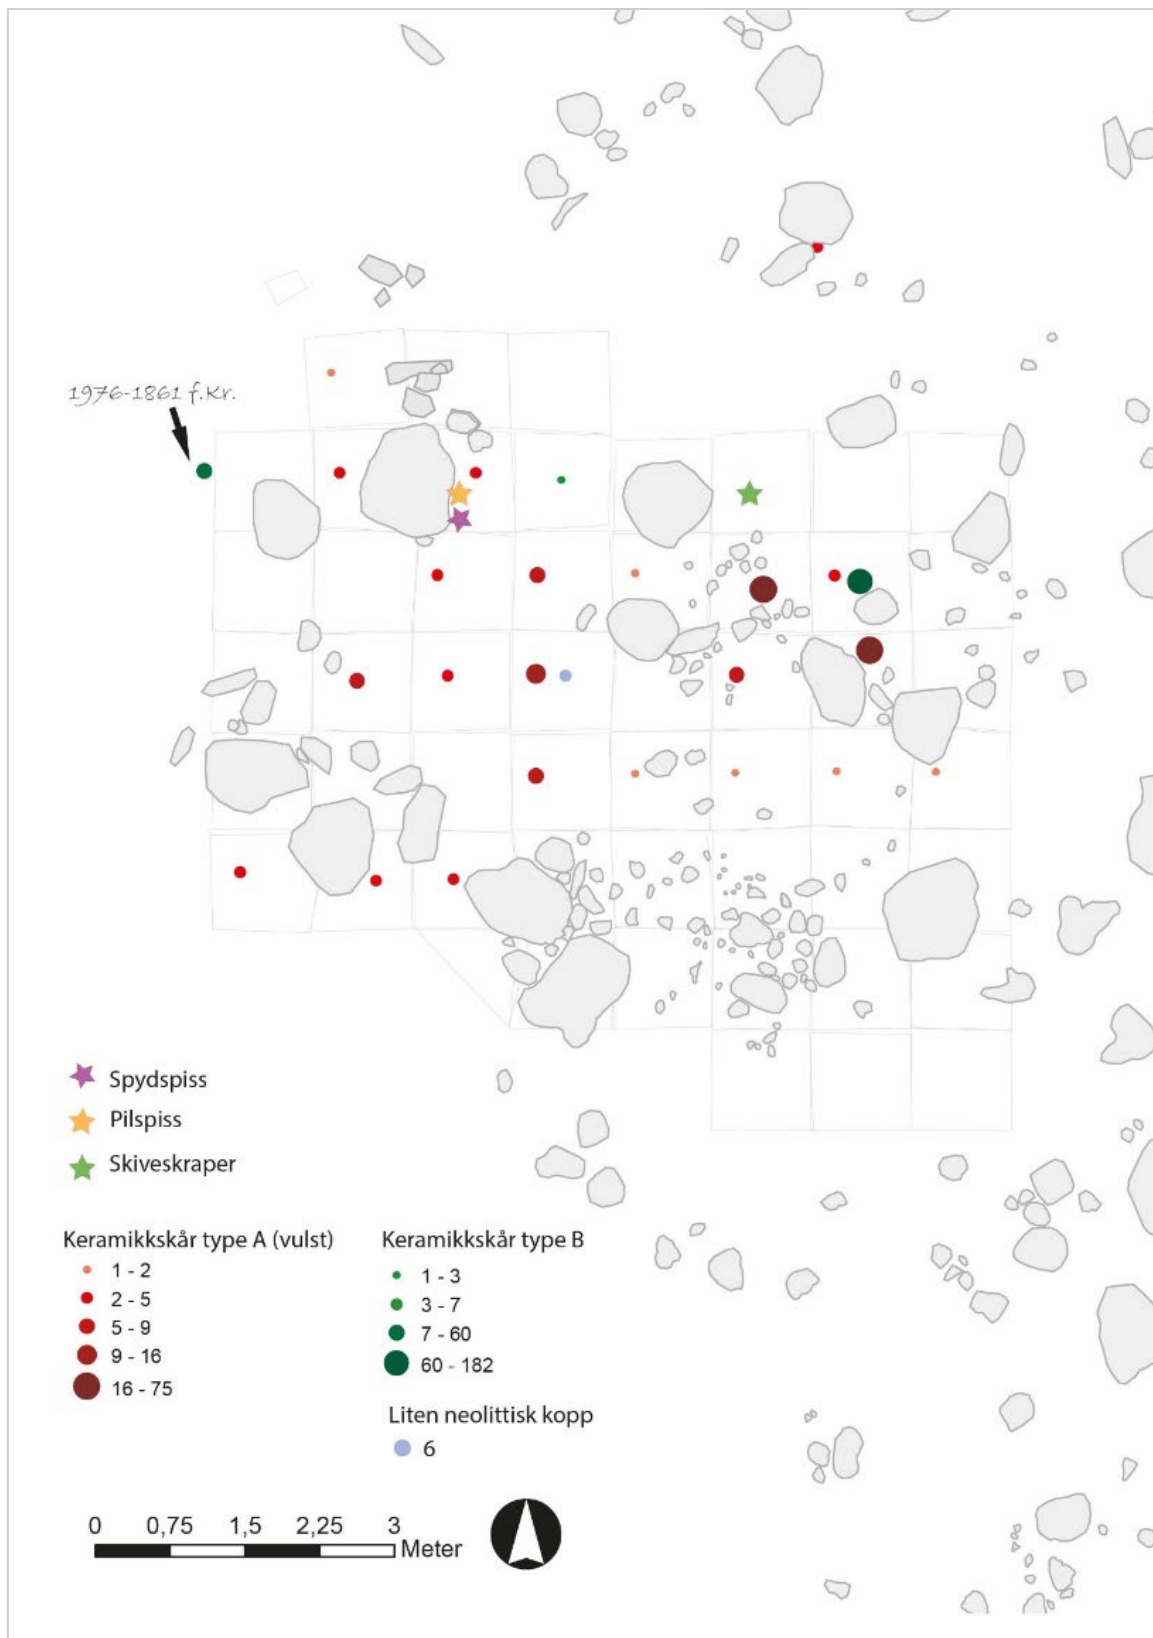 1976-1861 f.Kr.
Spydspiss
Pilspiss
Skiveskraper
Keramikkskår type A (vulst)
1 - 2
2 - 5
5 - 9
9 - 16
16 - 75
Keramikkskår type B
1 - 3
3 - 7
7 - 60
60 - 182
Liten neolittisk kopp
6
0 0,75 1,5 2,25 3
Meter